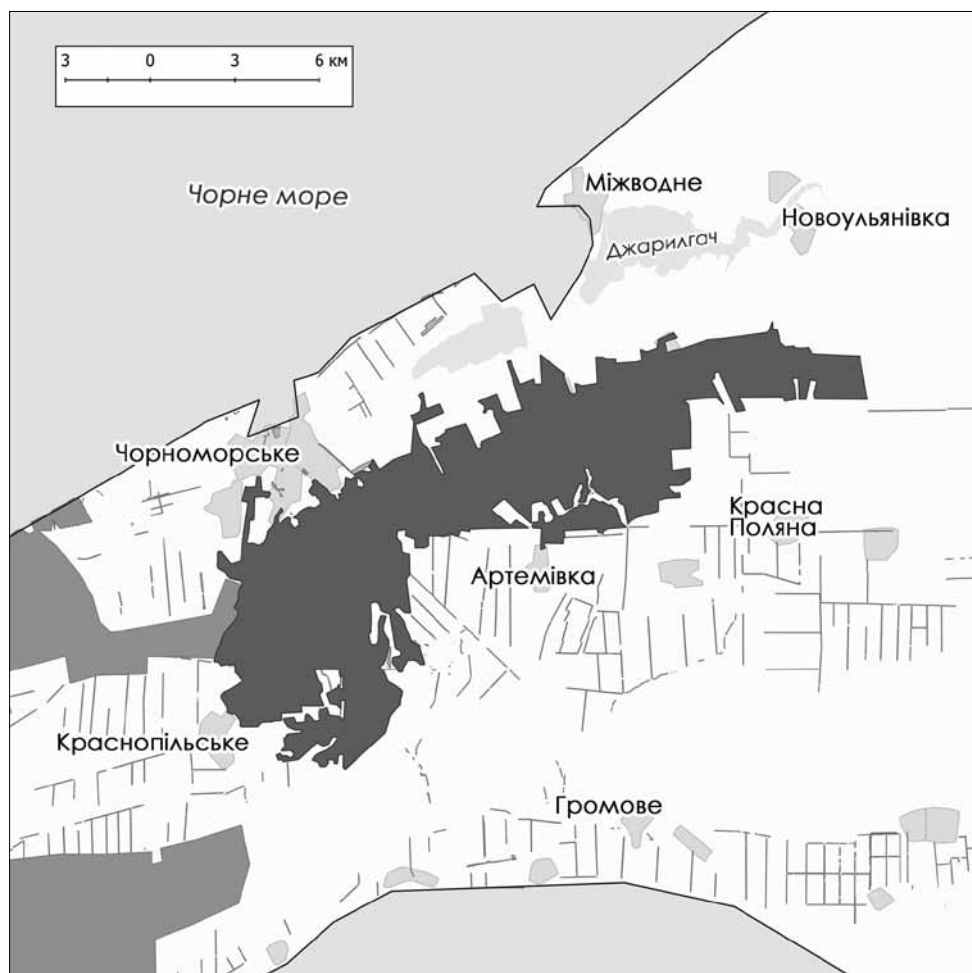 3 0 3 6 км
Чорне море
Міжводне
Джарилгач
Новоульянівка
Чорноморське
Красна
Поляна
Артемівка
Краснопільське
Громове